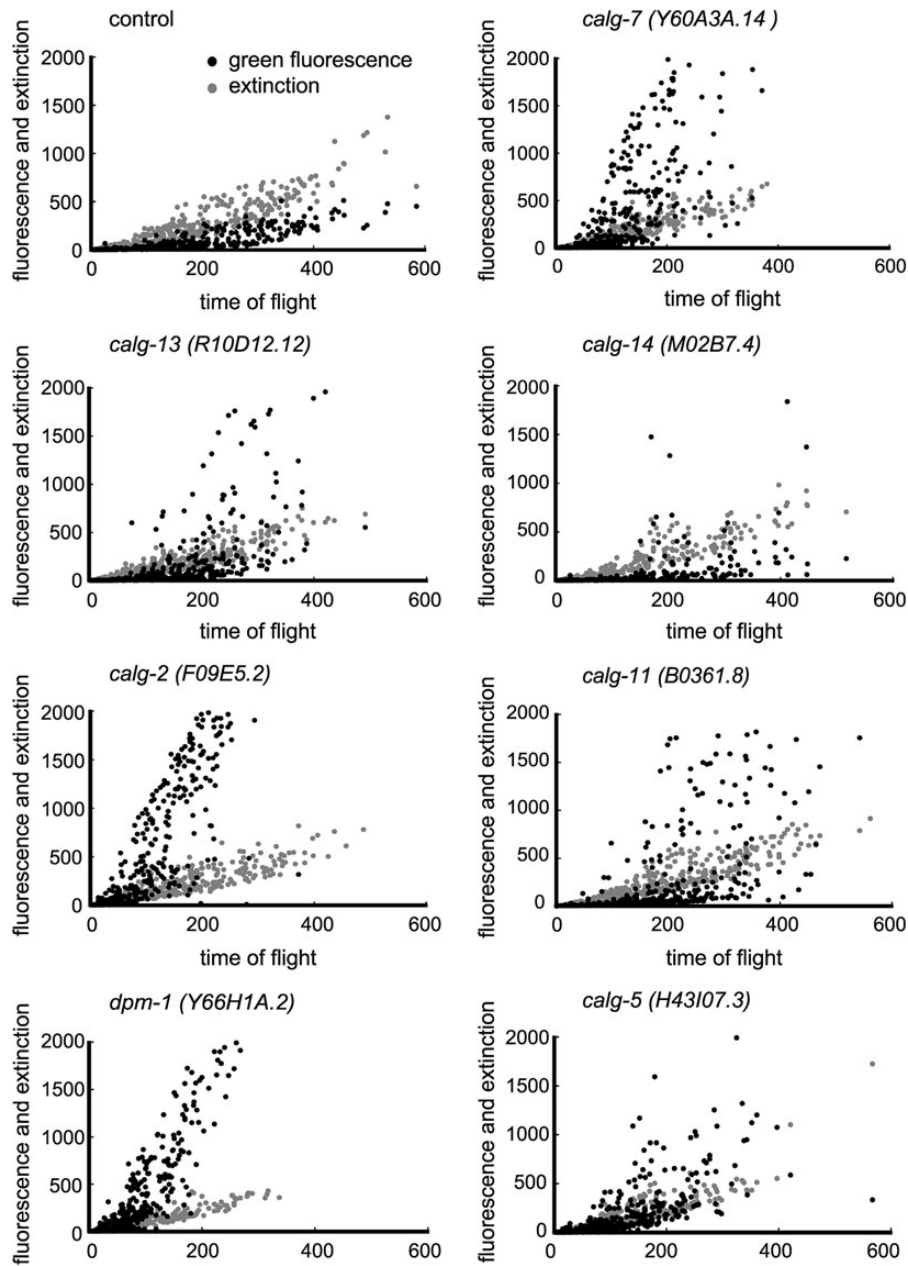 control
fluorescence and extinction
2000
1500
1000
500
0
green fluorescence
extinction
0 200 400 600
time of flight
calg-7 (Y60A3A.14 )
fluorescence and extinction
2000
1500
1000
500
0
0 200 400 600
time of flight
calg-13 (R10D12.12)
fluorescence and extinction
2000
1500
1000
500
0
0 200 400 600
time of flight
calg-14 (M02B7.4)
fluorescence and extinction
2000
1500
1000
500
0
0 200 400 600
time of flight
calg-2 (F09E5.2)
fluorescence and extinction
2000
1500
1000
500
0
0 200 400 600
time of flight
calg-11 (B0361.8)
fluorescence and extinction
2000
1500
1000
500
0
0 200 400 600
time of flight
dpm-1 (Y66H1A.2)
fluorescence and extinction
2000
1500
1000
500
0
0 200 400 600
calg-5 (H43I07.3)
fluorescence and extinction
2000
1500
1000
500
0
0 200 400 600